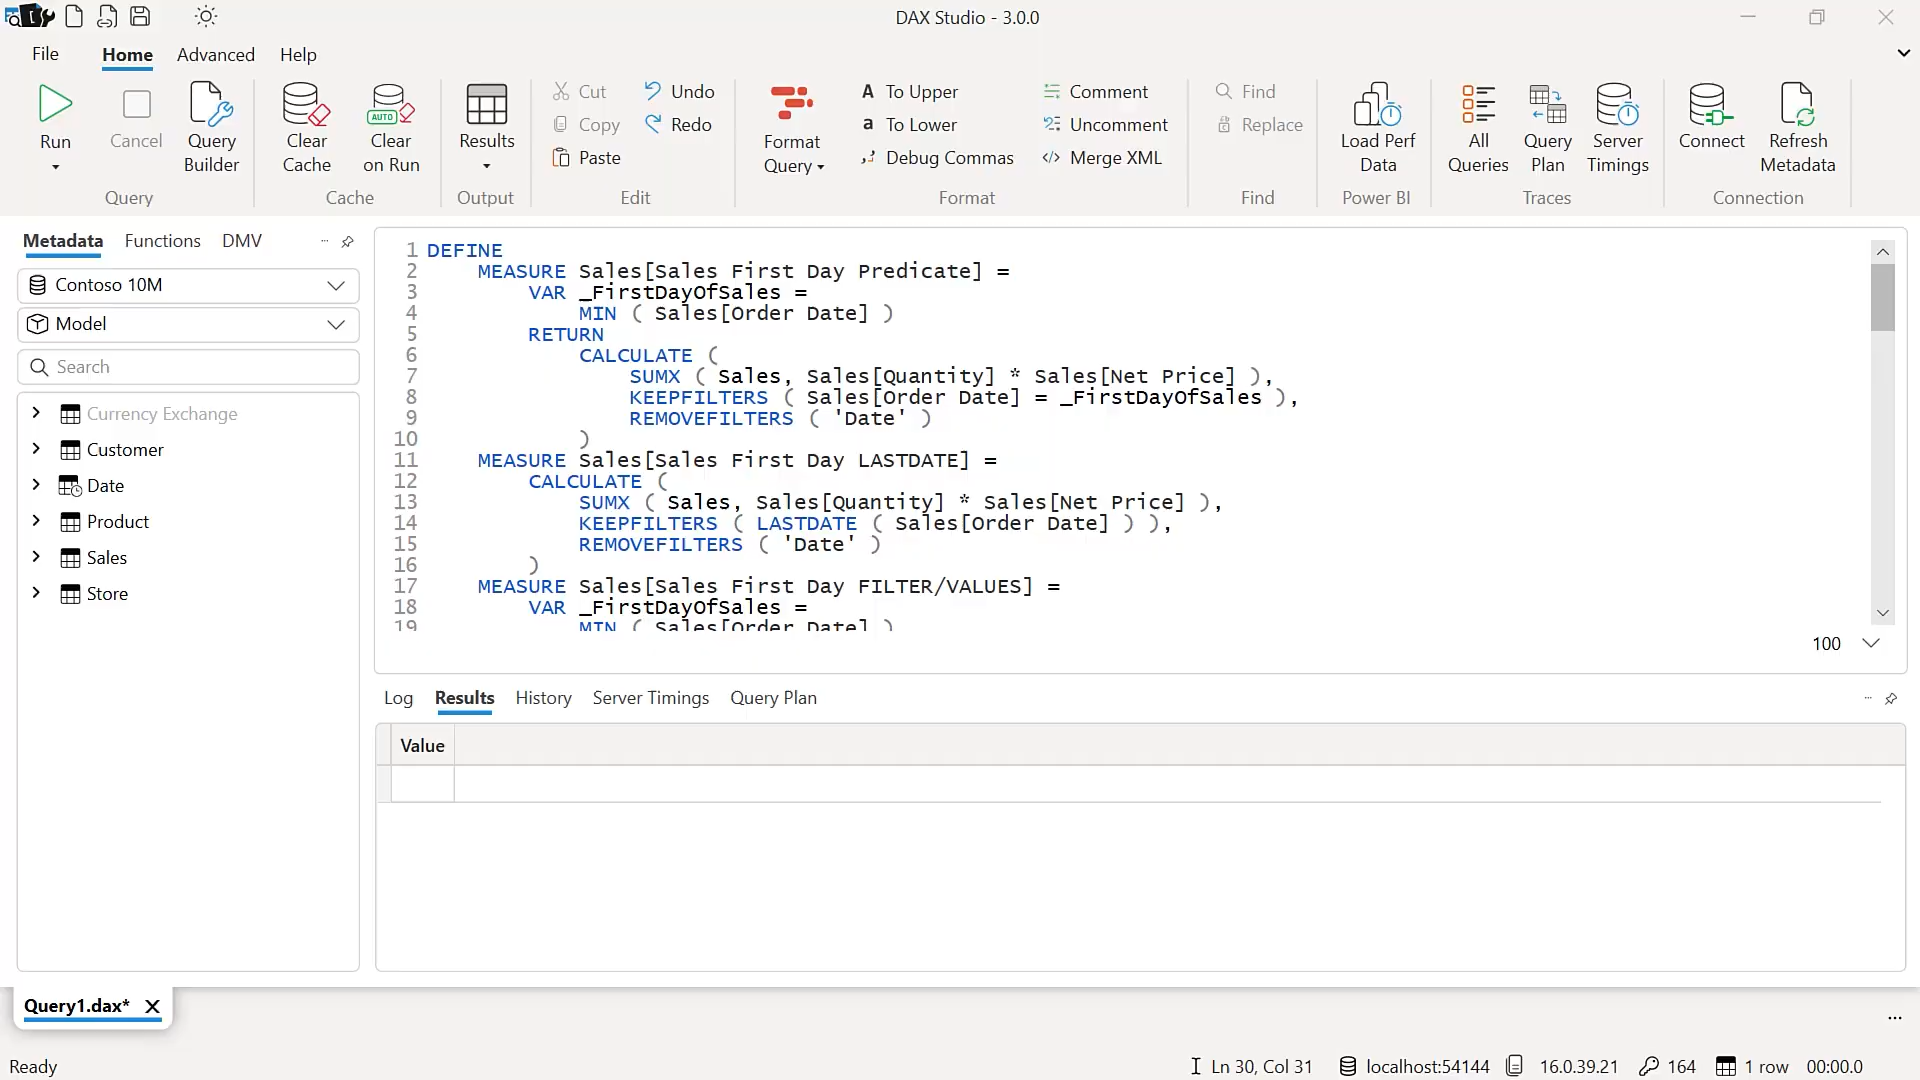 DAX Studio - 3.0.0
File Home Advanced Help
Run
Cancel
Query Builder
Query
Clear Cache
Clear on Run
AUTO
Cache
Results
Output
Cut
Copy
Paste
Undo
Redo
Edit
Format Query
To Upper
To Lower
Debug Commas
Comment
Uncomment
Merge XML
Format
Find
Replace
Find
Load Perf Data
Power BI
All Queries
Query Plan
Server Timings
Traces
Connect
Refresh Metadata
Connection
Metadata Functions DMV
Contoso 10M
Model
Search
Currency Exchange
Customer
Date
Product
Sales
Store
1 DEFINE
2 MEASURE Sales[Sales First Day Predicate] =
3 VAR _FirstDayOfSales =
4 MIN ( Sales[Order Date] )
5 RETURN
6 CALCULATE (
7 SUMX ( Sales, Sales[Quantity] * Sales[Net Price] ),
8 KEEPFILTERS ( Sales[Order Date] = _FirstDayOfSales ),
9 REMOVEFILTERS ( 'Date' )
10 )
11 MEASURE Sales[Sales First Day LASTDATE] =
12 CALCULATE (
13 SUMX ( Sales, Sales[Quantity] * Sales[Net Price] ),
14 KEEPFILTERS ( LASTDATE ( Sales[Order Date] ) ),
15 REMOVEFILTERS ( 'Date' )
16 )
17 MEASURE Sales[Sales First Day FILTER/VALUES] =
18 VAR _FirstDayOfSales =
19 MIN ( Sales[Order Date] )
100
Log Results History Server Timings Query Plan
Value
Query1.dax*
Ready
Ln 30, Col 31 localhost:54144 16.0.39.21 164 1 row 00:00.0